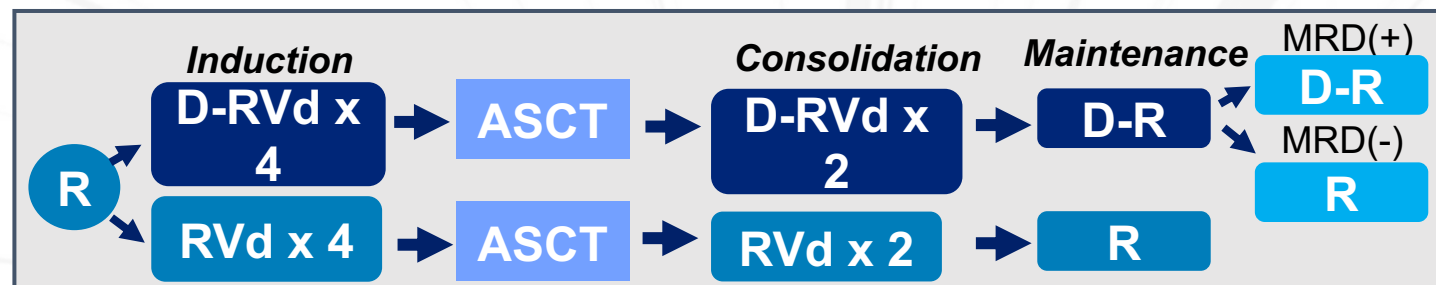 Induction
Consolidation
Maintenance
MRD(+)
R
D-RVd x
4
ASCT
D-RVd x
2
D-R
D-R
MRD(-)
R
RVd x 4
ASCT
RVd x 2
R